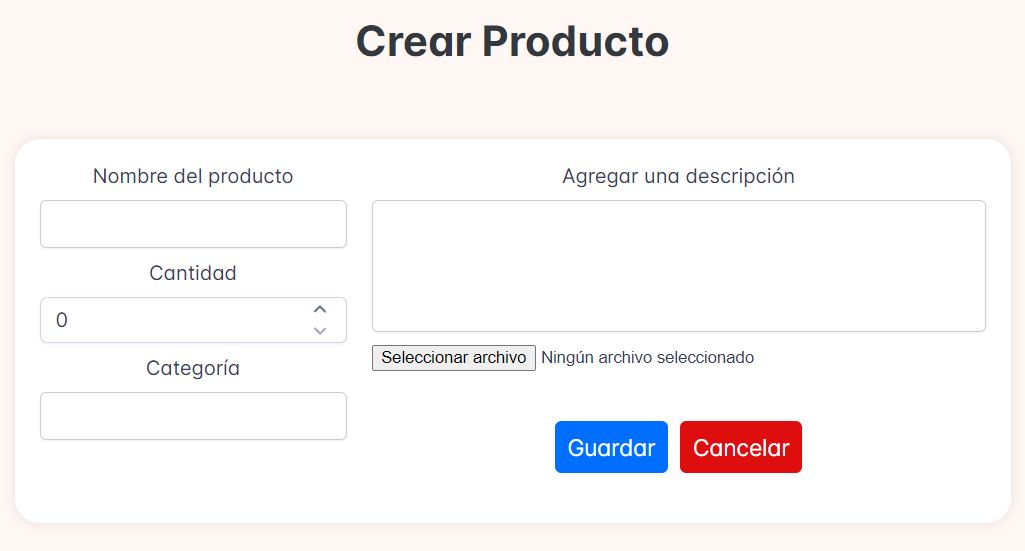 Crear Producto
Nombre del producto
Cantidad
0
Categoría
Agregar una descripción
Seleccionar archivo Ningún archivo seleccionado
Guardar Cancelar